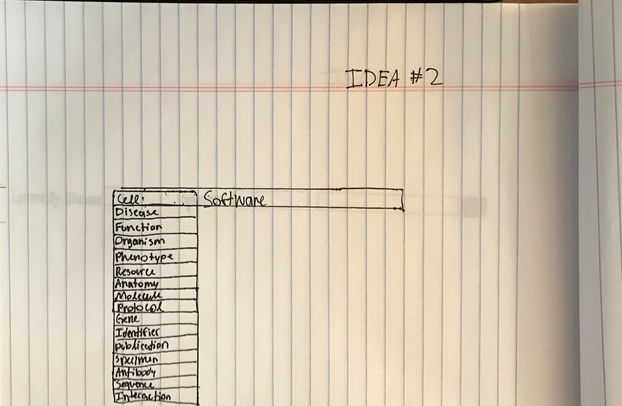 IDEA #2
Cell: Software
Disease
Function
Organism
Phenotype
Resource
Anatomy
Molecule
Protocol
Gene
Identifier
publication
specimen
Antibody
Sequence
Interaction